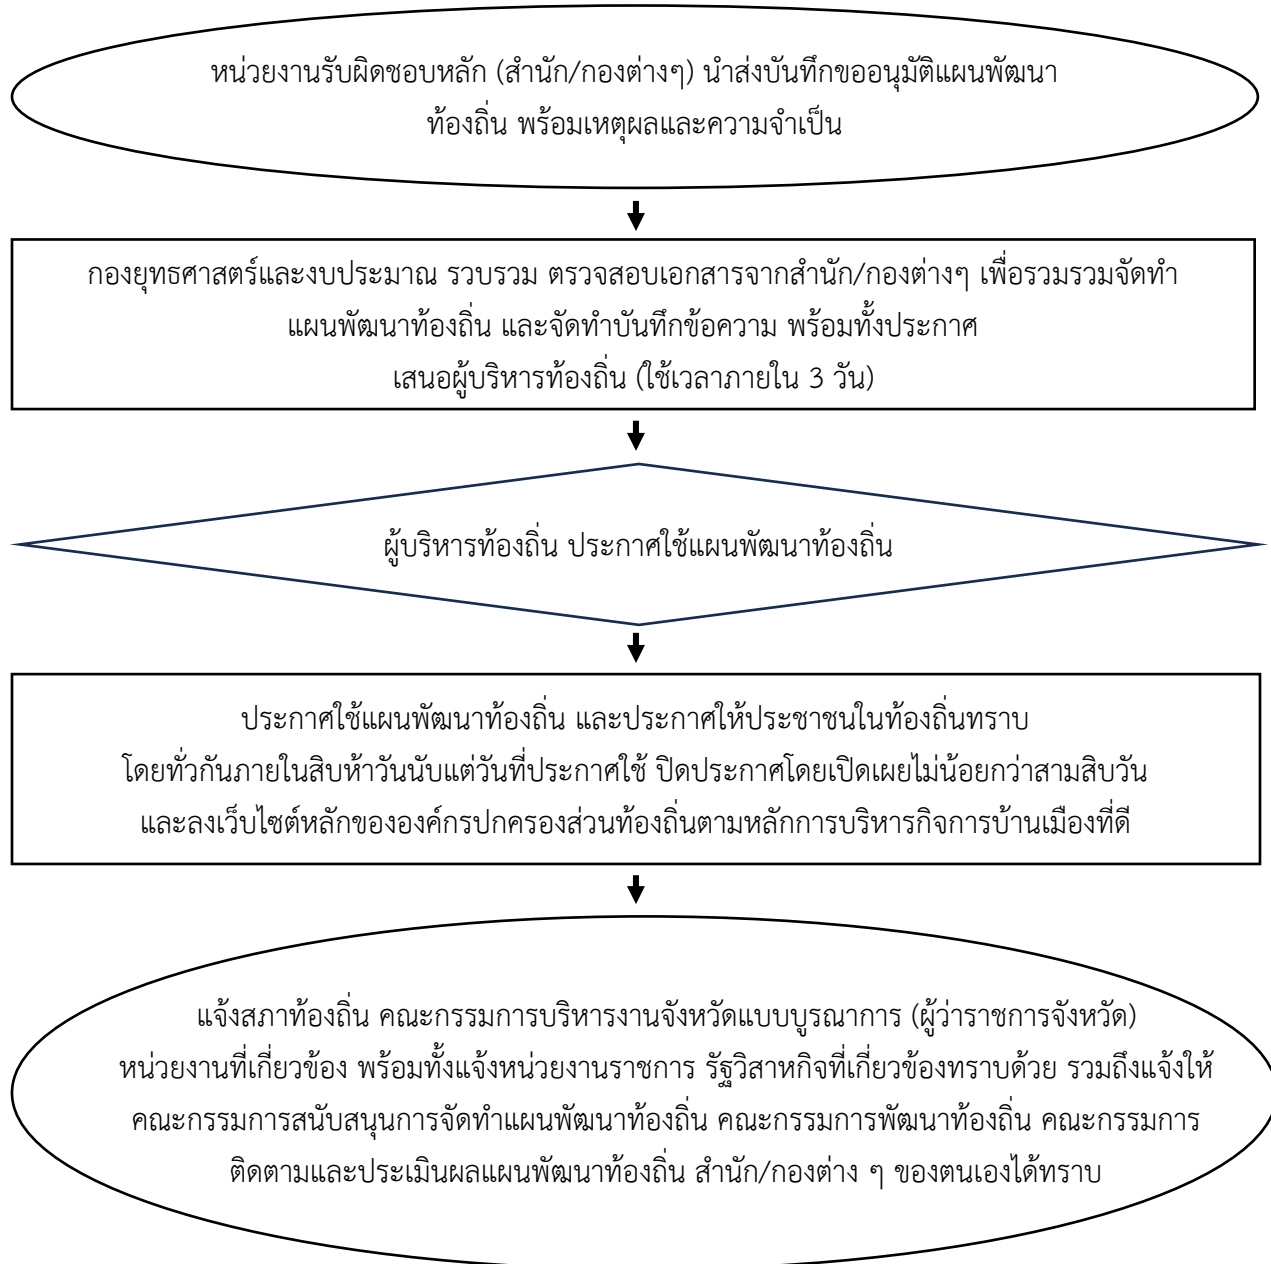 หน่วยงานรับผิดชอบหลัก (สำนัก/กองต่างๆ) นำส่งบันทึกขออนุมัติแผนพัฒนา
ท้องถิ่น พร้อมเหตุผลและความจำเป็น
กองยุทธศาสตร์และงบประมาณ รวบรวม ตรวจสอบเอกสารจากสำนัก/กองต่างๆ เพื่อรวมรวมจัดทำ
แผนพัฒนาท้องถิ่น และจัดทำบันทึกข้อความ พร้อมทั้งประกาศ
เสนอผู้บริหารท้องถิ่น (ใช้เวลาภายใน 3 วัน)
ผู้บริหารท้องถิ่น ประกาศใช้แผนพัฒนาท้องถิ่น
ประกาศใช้แผนพัฒนาท้องถิ่น และประกาศให้ประชาชนในท้องถิ่นทราบ
โดยทั่วกันภายในสิบห้าวันนับแต่วันที่ประกาศใช้ ปิดประกาศโดยเปิดเผยไม่น้อยกว่าสามสิบวัน
และลงเว็บไซต์หลักขององค์กรปกครองส่วนท้องถิ่นตามหลักการบริหารกิจการบ้านเมืองที่ดี
แจ้งสภาท้องถิ่น คณะกรรมการบริหารงานจังหวัดแบบบูรณาการ (ผู้ว่าราชการจังหวัด)
หน่วยงานที่เกี่ยวข้อง พร้อมทั้งแจ้งหน่วยงานราชการ รัฐวิสาหกิจที่เกี่ยวข้องทราบด้วย รวมถึงแจ้งให้
คณะกรรมการสนับสนุนการจัดทำแผนพัฒนาท้องถิ่น คณะกรรมการพัฒนาท้องถิ่น คณะกรรมการ
ติดตามและประเมินผลแผนพัฒนาท้องถิ่น สำนัก/กองต่าง ๆ ของตนเองได้ทราบ